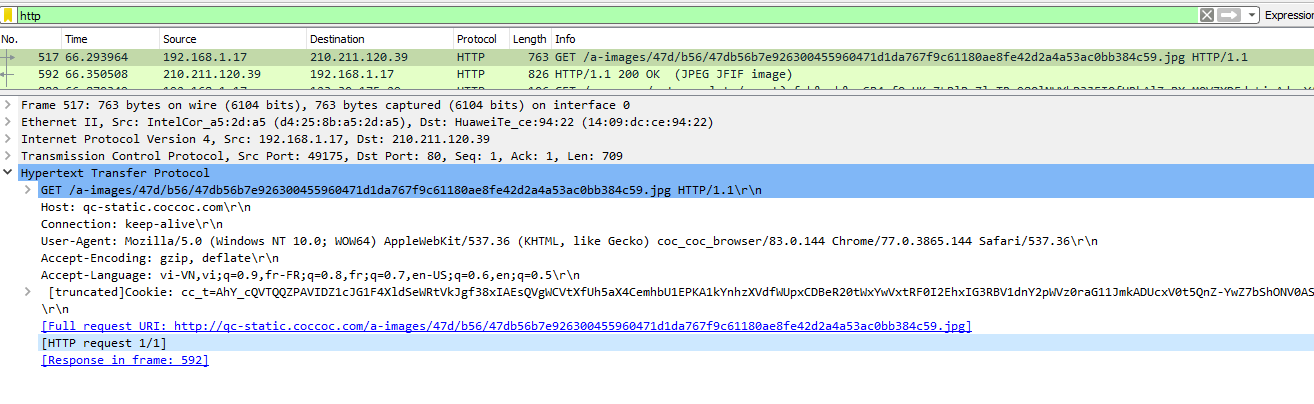 http
Expression
No. Time Source Destination Protocol Length Info
517 66.293964 192.168.1.17 210.211.120.39 HTTP 763 GET /a-images/47d/b56/47db56b7e926300455960471d1da767f9c61180ae8fe42d2a4a53ac0bb384c59.jpg HTTP/1.1
592 66.350508 210.211.120.39 192.168.1.17 HTTP 826 HTTP/1.1 200 OK (JPEG JFIF image)
Frame 517: 763 bytes on wire (6104 bits), 763 bytes captured (6104 bits) on interface 0
Ethernet II, Src: IntelCor_a5:2d:a5 (d4:25:8b:a5:2d:a5), Dst: HuaweiTe_ce:94:22 (14:09:dc:ce:94:22)
Internet Protocol Version 4, Src: 192.168.1.17, Dst: 210.211.120.39
Transmission Control Protocol, Src Port: 49175, Dst Port: 80, Seq: 1, Ack: 1, Len: 709
Hypertext Transfer Protocol
GET /a-images/47d/b56/47db56b7e926300455960471d1da767f9c61180ae8fe42d2a4a53ac0bb384c59.jpg HTTP/1.1\r\n
Host: qc-static.coccoc.com\r\n
Connection: keep-alive\r\n
User-Agent: Mozilla/5.0 (Windows NT 10.0; WOW64) AppleWebKit/537.36 (KHTML, like Gecko) coc_coc_browser/83.0.144 Chrome/77.0.3865.144 Safari/537.36\r\n
Accept-Encoding: gzip, deflate\r\n
Accept-Language: vi-VN,vi;q=0.9,fr-FR;q=0.8,fr;q=0.7,en-US;q=0.6,en;q=0.5\r\n
[truncated]Cookie: cc_t=AhY_cQVTQQZPAVIDZ1cJG1F4XldSeWRtVkJgf38xIAEsQVgWCVtXfUh5aX4CemhbU1EPKA1kYnhzXVdfWUpxCDBeR20tWxYwVxtRF0I2EhxIG3RBV1dnY2pWVz0raG11JmkADUcxV0t5QnZ-YwZ7bShONV0AS
\r\n
[Full request URI: http://qc-static.coccoc.com/a-images/47d/b56/47db56b7e926300455960471d1da767f9c61180ae8fe42d2a4a53ac0bb384c59.jpg]
[HTTP request 1/1]
[Response in frame: 592]